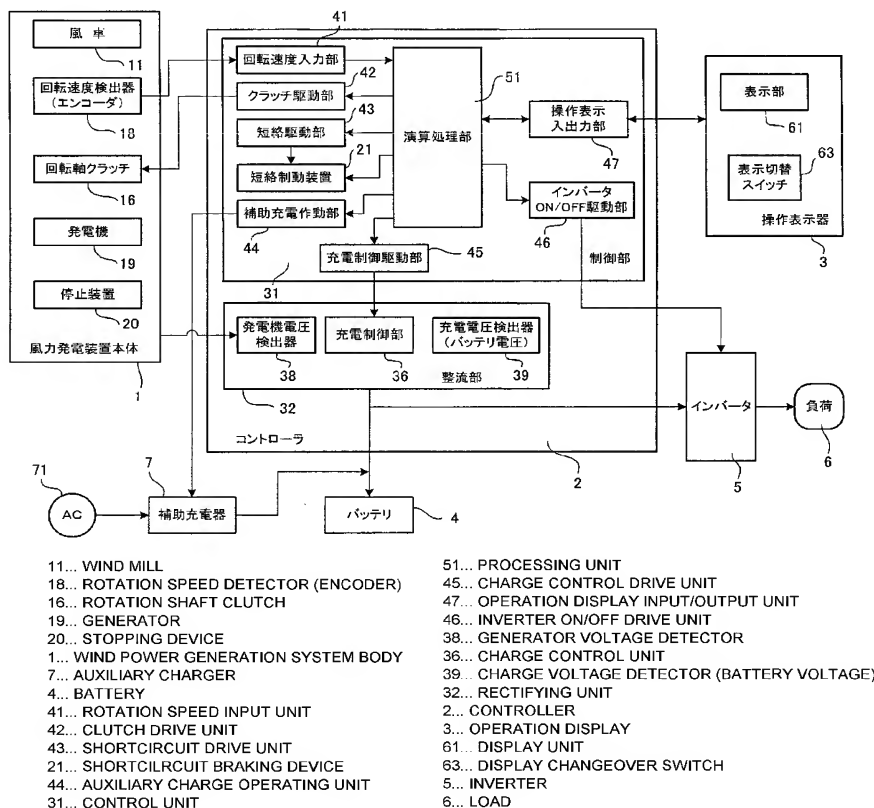 風 車
11
回転速度検出器
(エンコーダ)
18
回転軸クラッチ
16
発電機
19
停止装置
20
風力発電装置本体
1
回転速度入力部
41
クラッチ駆動部
42
短絡駆動部
43
短絡制動装置
21
補助充電作動部
44
演算処理部
51
充電制御駆動部
45
31
操作表示
入出力部
47
インバータ
ON/OFF駆動部
46
制御部
表示部
61
表示切替
スイッチ
63
操作表示器
3
発電機電圧
検出器
38
充電制御部
36
充電電圧検出器
(バッテリ電圧)
39
整流部
32
コントローラ
2
インバータ
5
負荷
6
71
AC
7
補助充電器
バッテリ
4
11... WIND MILL
18... ROTATION SPEED DETECTOR (ENCODER)
16... ROTATION SHAFT CLUTCH
19... GENERATOR
20... STOPPING DEVICE
1... WIND POWER GENERATION SYSTEM BODY
7... AUXILIARY CHARGER
4... BATTERY
41... ROTATION SPEED INPUT UNIT
42... CLUTCH DRIVE UNIT
43... SHORTCIRCUIT DRIVE UNIT
21... SHORTCILRCUIT BRAKING DEVICE
44... AUXILIARY CHARGE OPERATING UNIT
31... CONTROL UNIT
51... PROCESSING UNIT
45... CHARGE CONTROL DRIVE UNIT
47... OPERATION DISPLAY INPUT/OUTPUT UNIT
46... INVERTER ON/OFF DRIVE UNIT
38... GENERATOR VOLTAGE DETECTOR
36... CHARGE CONTROL UNIT
39... CHARGE VOLTAGE DETECTOR (BATTERY VOLTAGE)
32... RECTIFYING UNIT
2... CONTROLLER
3... OPERATION DISPLAY
61... DISPLAY UNIT
63... DISPLAY CHANGEOVER SWITCH
5... INVERTER
6... LOAD